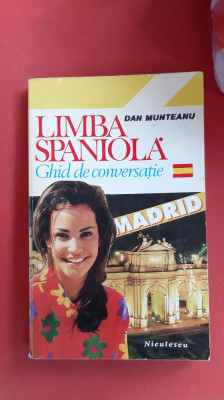 DAN MUNTEANU
LIMBA
SPANIOLĂ
Ghid de conversație
MADRID
Niculescu